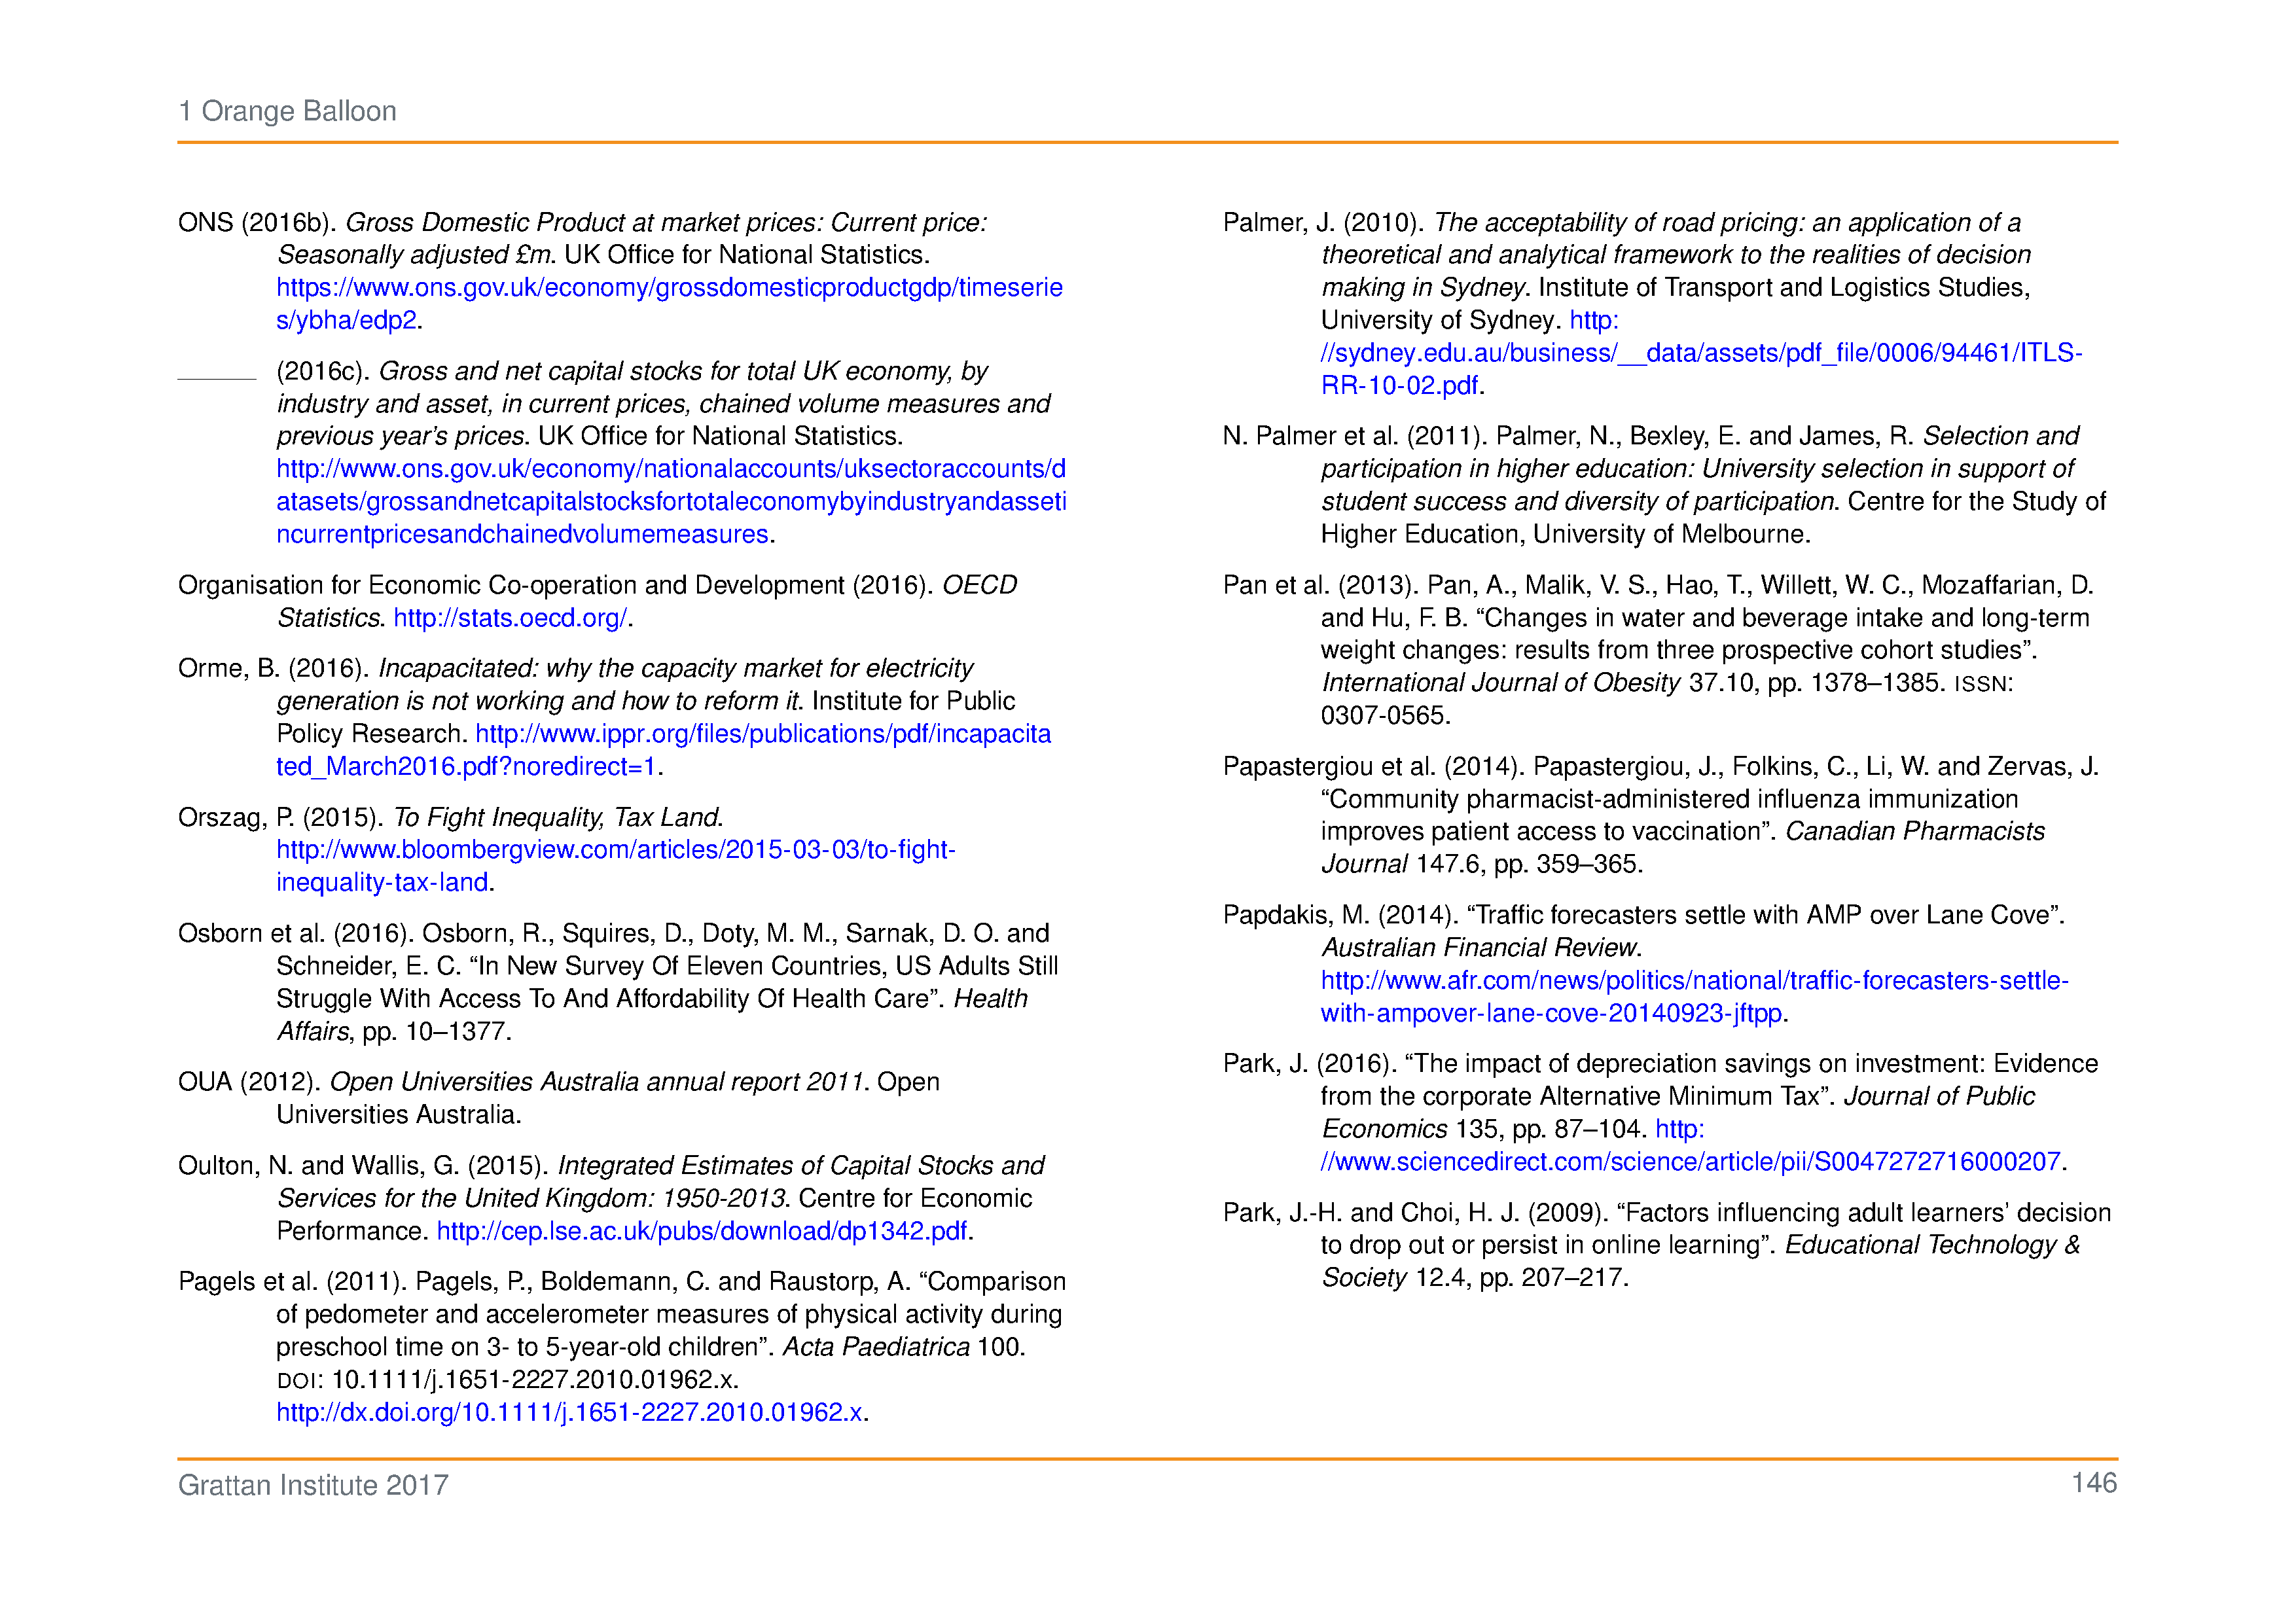 1 Orange Balloon
ONS (2016b). Gross Domestic Product at market prices: Current price:
Seasonally adjusted £m. UK Office for National Statistics.
https://www.ons.gov.uk/economy/grossdomesticproductgdp/timeserie
s/ybha/edp2.
______ (2016c). Gross and net capital stocks for total UK economy, by
industry and asset, in current prices, chained volume measures and
previous year's prices. UK Office for National Statistics.
http://www.ons.gov.uk/economy/nationalaccounts/uksectoraccounts/d
atasets/grossandnetcapitalstocksfortotaleconomybyindustryandasseti
ncurrentpricesandchainedvolumemeasures.
Organisation for Economic Co-operation and Development (2016). OECD
Statistics. http://stats.oecd.org/.
Orme, B. (2016). Incapacitated: why the capacity market for electricity
generation is not working and how to reform it. Institute for Public
Policy Research. http://www.ippr.org/files/publications/pdf/incapacita
ted_March2016.pdf?noredirect=1.
Orszag, P. (2015). To Fight Inequality, Tax Land.
http://www.bloombergview.com/articles/2015-03-03/to-fight-
inequality-tax-land.
Osborn et al. (2016). Osborn, R., Squires, D., Doty, M. M., Sarnak, D. O. and
Schneider, E. C. “In New Survey Of Eleven Countries, US Adults Still
Struggle With Access To And Affordability Of Health Care”. Health
Affairs, pp. 10–1377.
OUA (2012). Open Universities Australia annual report 2011. Open
Universities Australia.
Oulton, N. and Wallis, G. (2015). Integrated Estimates of Capital Stocks and
Services for the United Kingdom: 1950-2013. Centre for Economic
Performance. http://cep.lse.ac.uk/pubs/download/dp1342.pdf.
Pagels et al. (2011). Pagels, P., Boldemann, C. and Raustorp, A. “Comparison
of pedometer and accelerometer measures of physical activity during
preschool time on 3- to 5-year-old children”. Acta Paediatrica 100.
DOI: 10.1111/j.1651-2227.2010.01962.x.
http://dx.doi.org/10.1111/j.1651-2227.2010.01962.x.
Palmer, J. (2010). The acceptability of road pricing: an application of a
theoretical and analytical framework to the realities of decision
making in Sydney. Institute of Transport and Logistics Studies,
University of Sydney. http:
//sydney.edu.au/business/__data/assets/pdf_file/0006/94461/ITLS-
RR-10-02.pdf.
N. Palmer et al. (2011). Palmer, N., Bexley, E. and James, R. Selection and
participation in higher education: University selection in support of
student success and diversity of participation. Centre for the Study of
Higher Education, University of Melbourne.
Pan et al. (2013). Pan, A., Malik, V. S., Hao, T., Willett, W. C., Mozaffarian, D.
and Hu, F. B. “Changes in water and beverage intake and long-term
weight changes: results from three prospective cohort studies”.
International Journal of Obesity 37.10, pp. 1378–1385. ISSN:
0307-0565.
Papastergiou et al. (2014). Papastergiou, J., Folkins, C., Li, W. and Zervas, J.
“Community pharmacist-administered influenza immunization
improves patient access to vaccination”. Canadian Pharmacists
Journal 147.6, pp. 359–365.
Papdakis, M. (2014). “Traffic forecasters settle with AMP over Lane Cove”.
Australian Financial Review.
http://www.afr.com/news/politics/national/traffic-forecasters-settle-
with-ampover-lane-cove-20140923-jftpp.
Park, J. (2016). “The impact of depreciation savings on investment: Evidence
from the corporate Alternative Minimum Tax”. Journal of Public
Economics 135, pp. 87–104. http:
//www.sciencedirect.com/science/article/pii/S0047272716000207.
Park, J.-H. and Choi, H. J. (2009). “Factors influencing adult learners’ decision
to drop out or persist in online learning”. Educational Technology &
Society 12.4, pp. 207–217.
Grattan Institute 2017
146